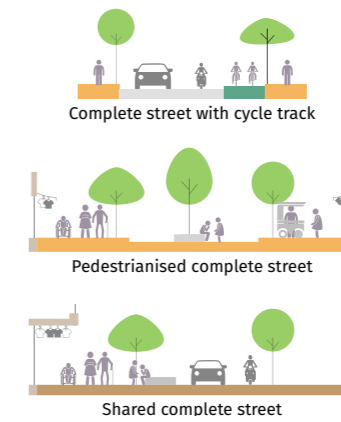 Complete street with cycle track
Pedestrianised complete street
Shared complete street